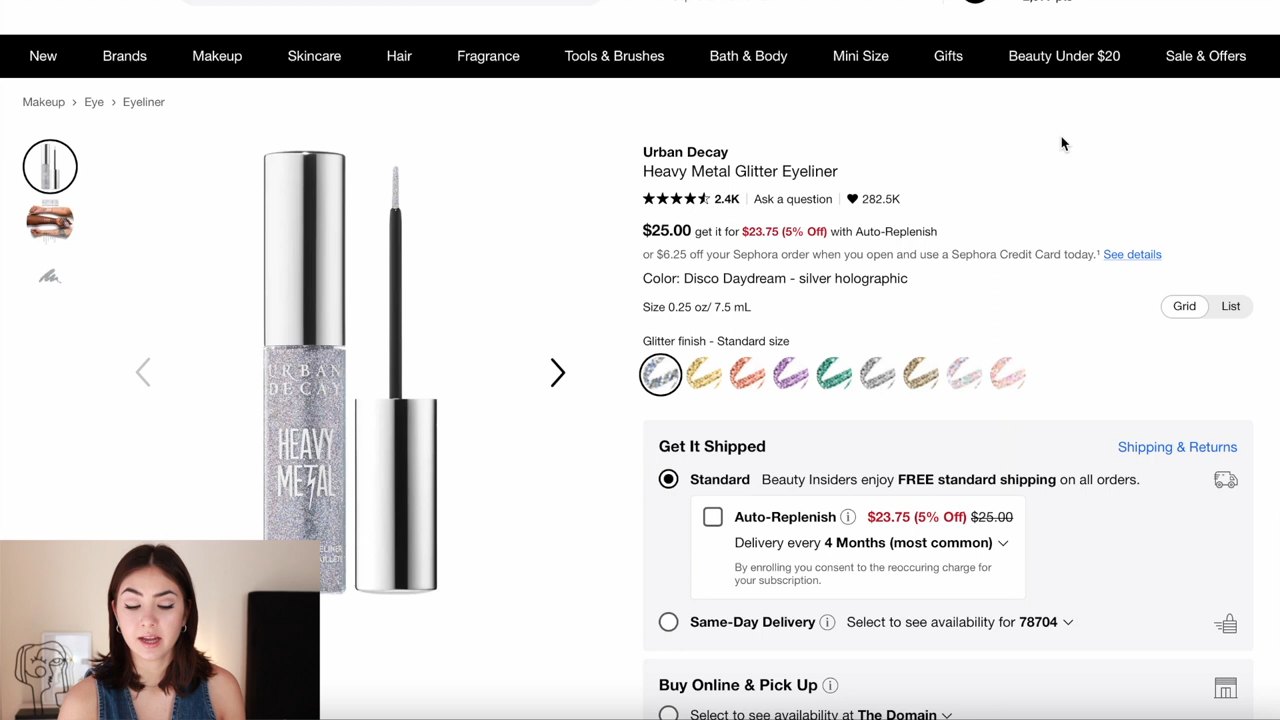 New Brands Makeup Skincare Hair Fragrance Tools & Brushes Bath & Body Mini Size Gifts Beauty Under $20 Sale & Offers
Makeup > Eye > Eyeliner
URBAN
DECAY
HEAVY
METAL
Urban Decay
Heavy Metal Glitter Eyeliner
2.4K Ask a question 282.5K
$25.00 get it for $23.75 (5% Off) with Auto-Replenish
or $6.25 off your Sephora order when you open and use a Sephora Credit Card today.¹ See details
Color: Disco Daydream - silver holographic
Size 0.25 oz/ 7.5 mL
Grid List
Glitter finish - Standard size
Get It Shipped Shipping & Returns
Standard Beauty Insiders enjoy FREE standard shipping on all orders.
Auto-Replenish $23.75 (5% Off) $25.00
Delivery every 4 Months (most common)
By enrolling you consent to the reoccuring charge for
your subscription.
Same-Day Delivery Select to see availability for 78704
Buy Online & Pick Up
Select to see availability at The Domain